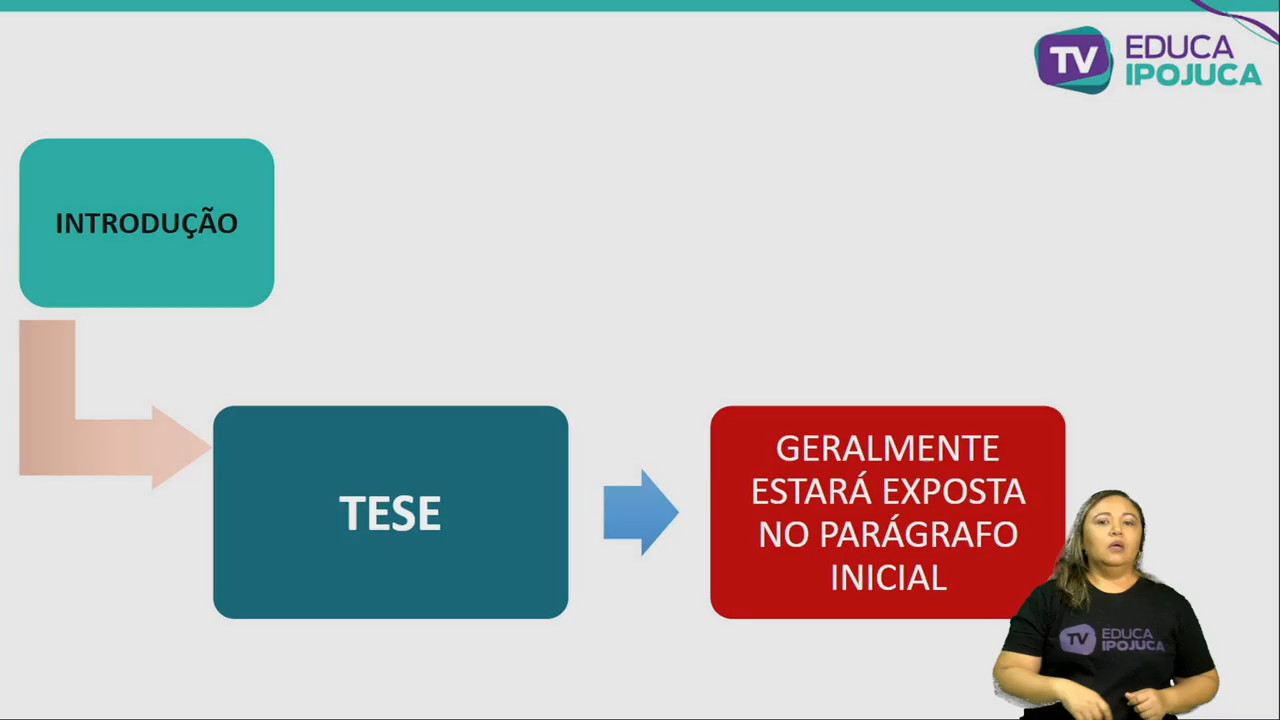 TV EDUCA
IPOJUCA
INTRODUÇÃO
TESE
GERALMENTE
ESTARÁ EXPOSTA
NO PARÁGRAFO
INICIAL
TV EDUCA
IPOJUCA